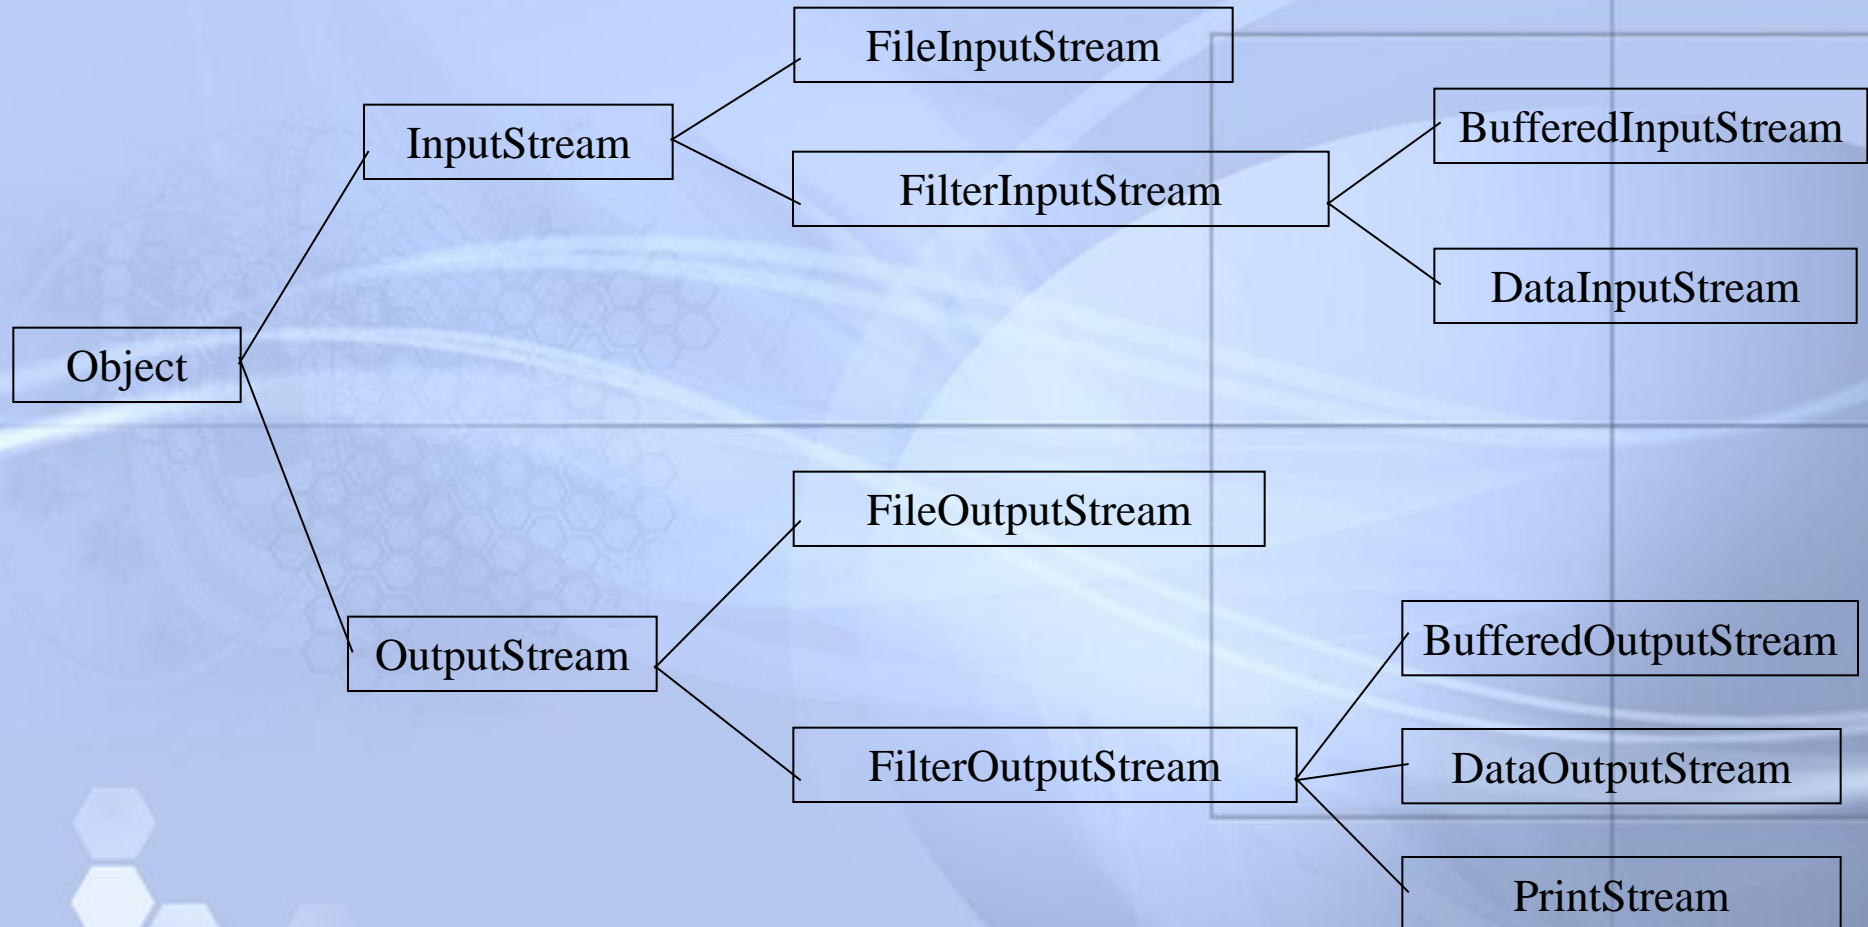 FileInputStream
InputStream
BufferedInputStream
FilterInputStream
DataInputStream
Object
FileOutputStream
OutputStream
BufferedOutputStream
FilterOutputStream
DataOutputStream
PrintStream